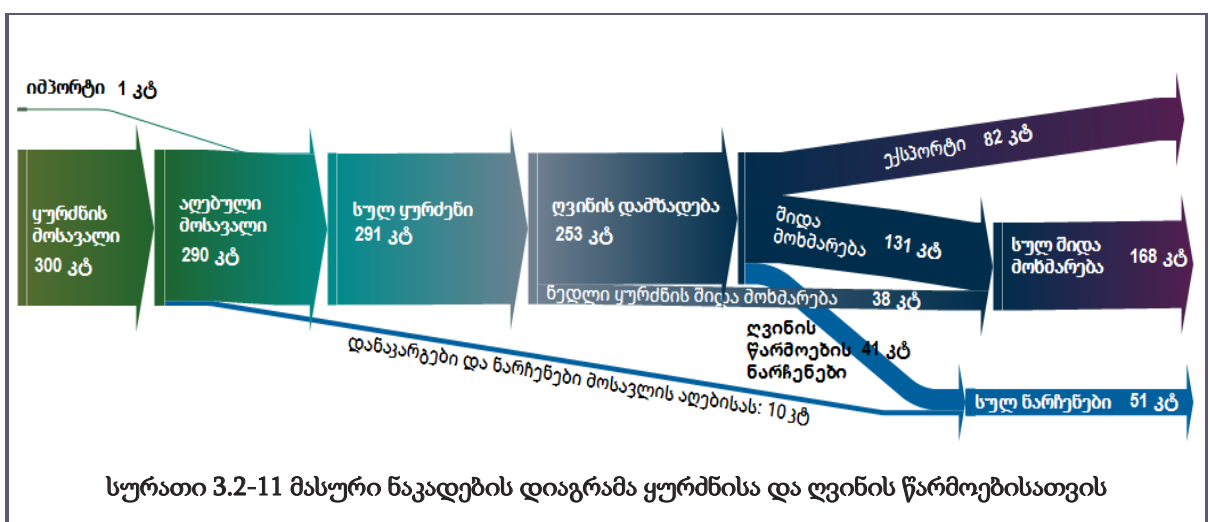 იმპორტი 1 კტ
ყურძნის
მოსავალი
300 კტ
აღებული
მოსავალი
290 კტ
სულ ყურძენი
291 კტ
ღვინის დამზადება
253 კტ
ექსპორტი 82 კტ
შიდა
მოხმარება 131 კტ
სულ შიდა
მოხმარება 168 კტ
ნედლი ყურძნის შიდა მოხმარება 38 კტ
ღვინის
წარმოების 41 კტ
ნარჩენები
დანაკარგები და ნარჩენები მოსავლის აღებისას: 10 კტ
სულ ნარჩენები 51 კტ
სურათი 3.2-11 მასური ნაკადების დიაგრამა ყურძნისა და ღვინის წარმოებისათვის